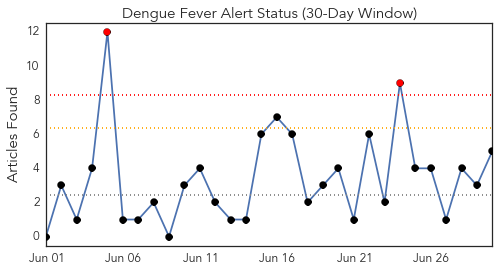 Dengue Fever Alert Status (30-Day Window)
Articles Found
12
10
8
6
4
2
0
Jun 01 Jun 06 Jun 11 Jun 16 Jun 21 Jun 26